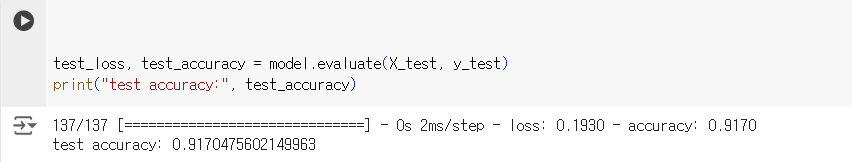 test_loss, test_accuracy = model.evaluate(X_test, y_test)
print("test accuracy:", test_accuracy)
137/137 [==============================] - 0s 2ms/step - loss: 0.1930 - accuracy: 0.9170
test accuracy: 0.9170475602149963